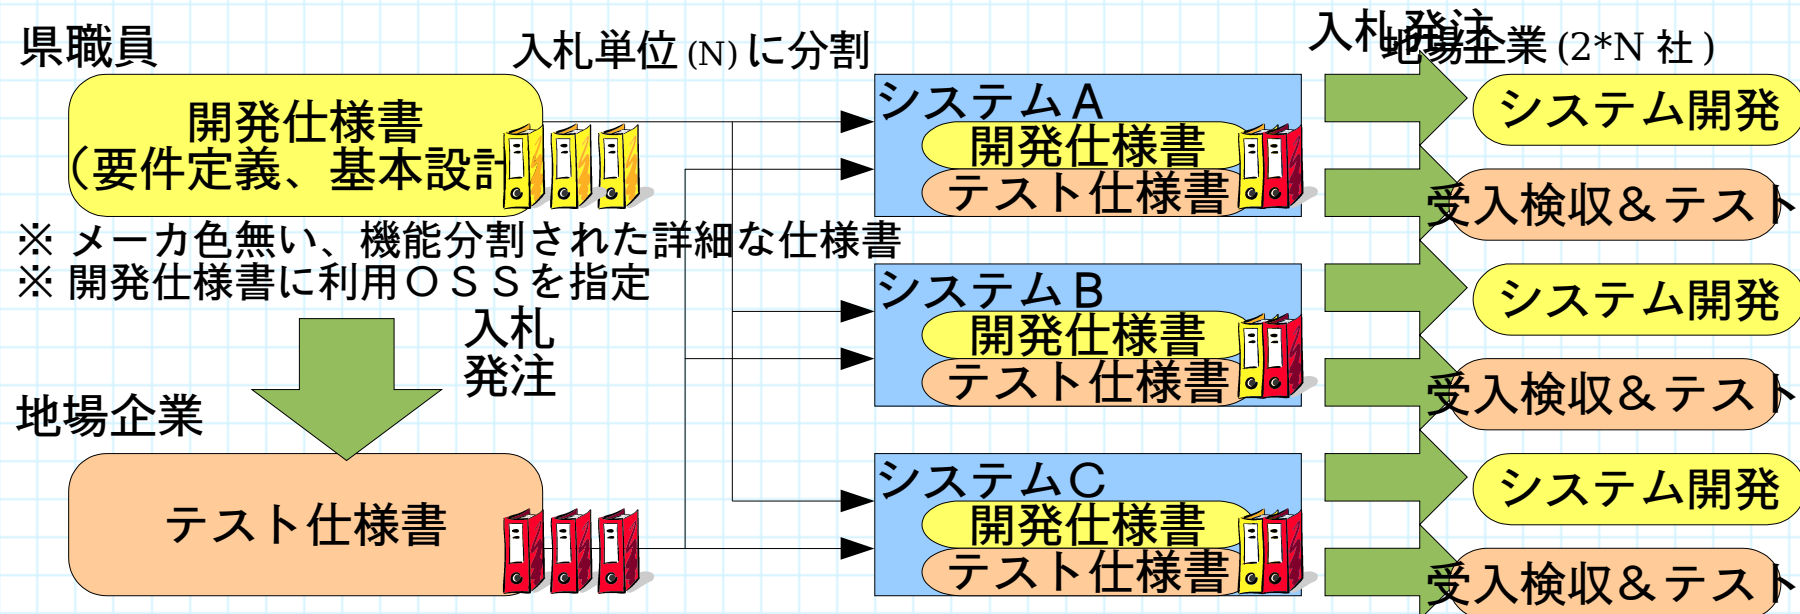 県職員
開発仕様書
（要件定義、基本設計
※ メーカ色無い、機能分割された詳細な仕様書
※ 開発仕様書に利用ＯＳＳを指定
入札
発注
地場企業
テスト仕様書
入札単位 (N) に分割
システムＡ
開発仕様書
テスト仕様書
システムＢ
開発仕様書
テスト仕様書
システムＣ
開発仕様書
テスト仕様書
入札発注
地場企業 (2*N 社 )
システム開発
受入検収＆テスト
システム開発
受入検収＆テスト
システム開発
受入検収＆テスト